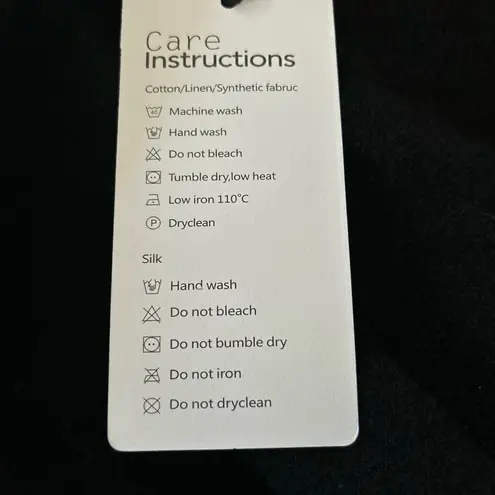 Care
Instructions
Cotton/Linen/Synthetic fabruc
40 Machine wash
Hand wash
Do not bleach
Tumble dry,low heat
Low iron 110°C
P Dryclean
Silk
Hand wash
Do not bleach
Do not bumble dry
Do not iron
Do not dryclean